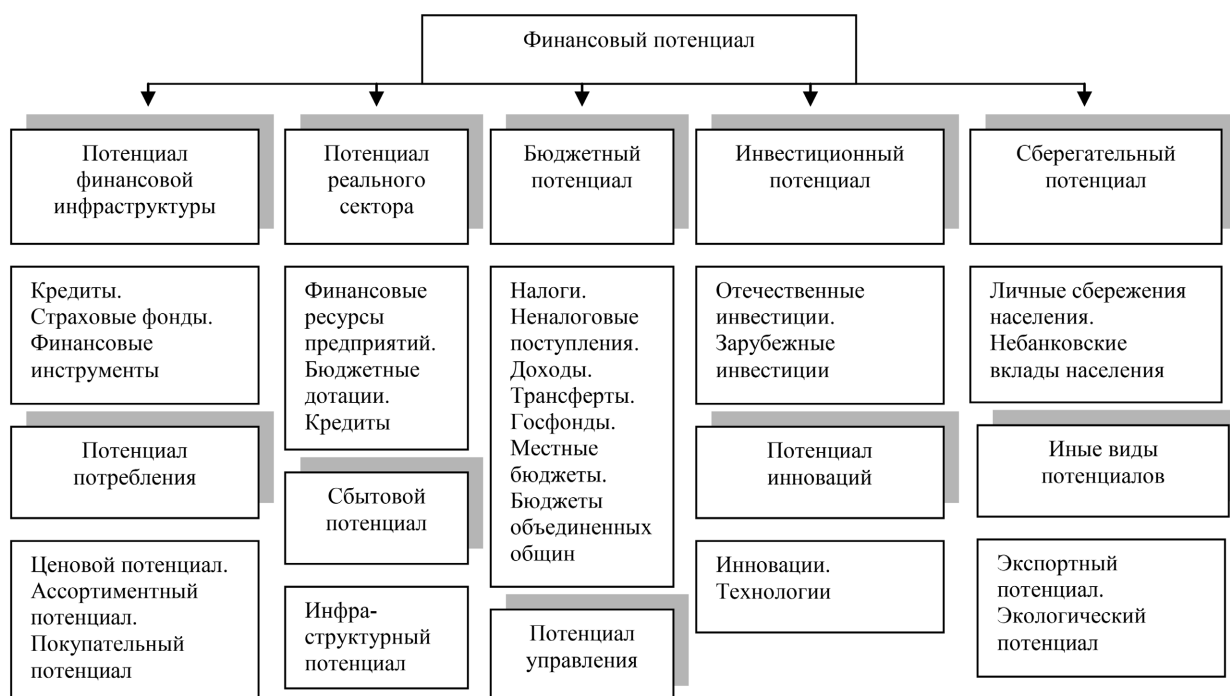 Финансовый потенциал
Потенциал
финансовой
инфраструктуры
Потенциал
реального
сектора
Бюджетный
потенциал
Инвестиционный
потенциал
Сберегательный
потенциал
Кредиты.
Страховые фонды.
Финансовые
инструменты
Финансовые
ресурсы
предприятий.
Бюджетные
дотации.
Кредиты
Налоги.
Неналоговые
поступления.
Доходы.
Трансферты.
Госфонды.
Местные
бюджеты.
Бюджеты
объединенных
общин
Отечественные
инвестиции.
Зарубежные
инвестиции
Личные сбережения
населения.
Небанковские
вклады населения
Потенциал
потребления
Сбытовой
потенциал
Потенциал
инноваций
Иные виды
потенциалов
Ценовой потенциал.
Ассортиментный
потенциал.
Покупательный
потенциал
Инфра-
структурный
потенциал
Потенциал
управления
Инновации.
Технологии
Экспортный
потенциал.
Экологический
потенциал